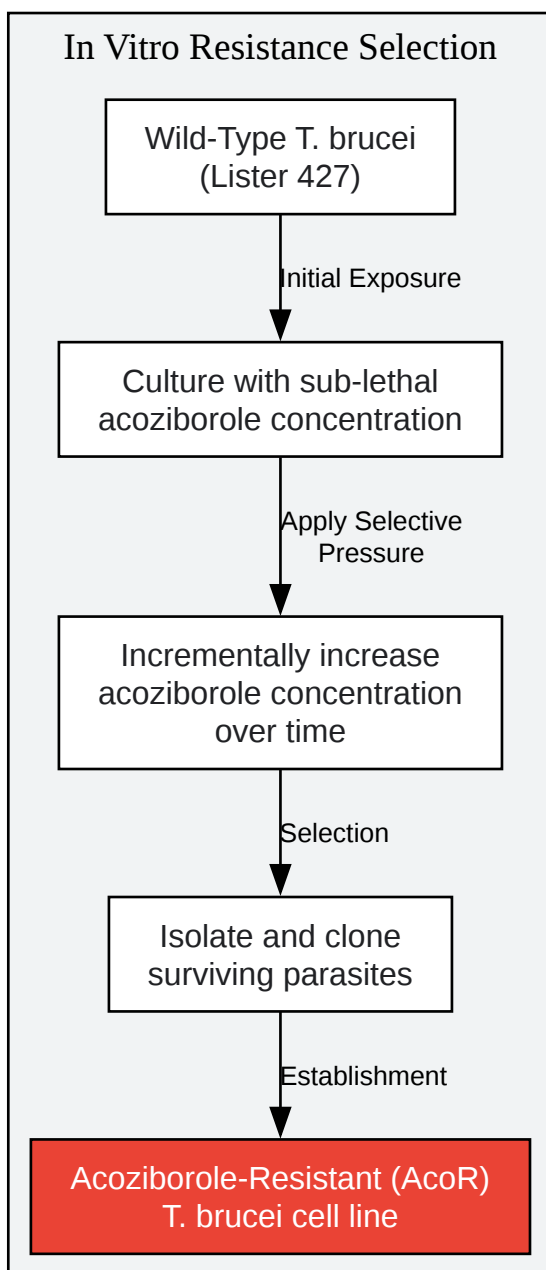 In Vitro Resistance Selection
Wild-Type T. brucei
(Lister 427)
Initial Exposure
Culture with sub-lethal
acoziborole concentration
Apply Selective
Pressure
Incrementally increase
acoziborole concentration
over time
Selection
Isolate and clone
surviving parasites
Establishment
Acoziborole-Resistant (AcoR)
T. brucei cell line